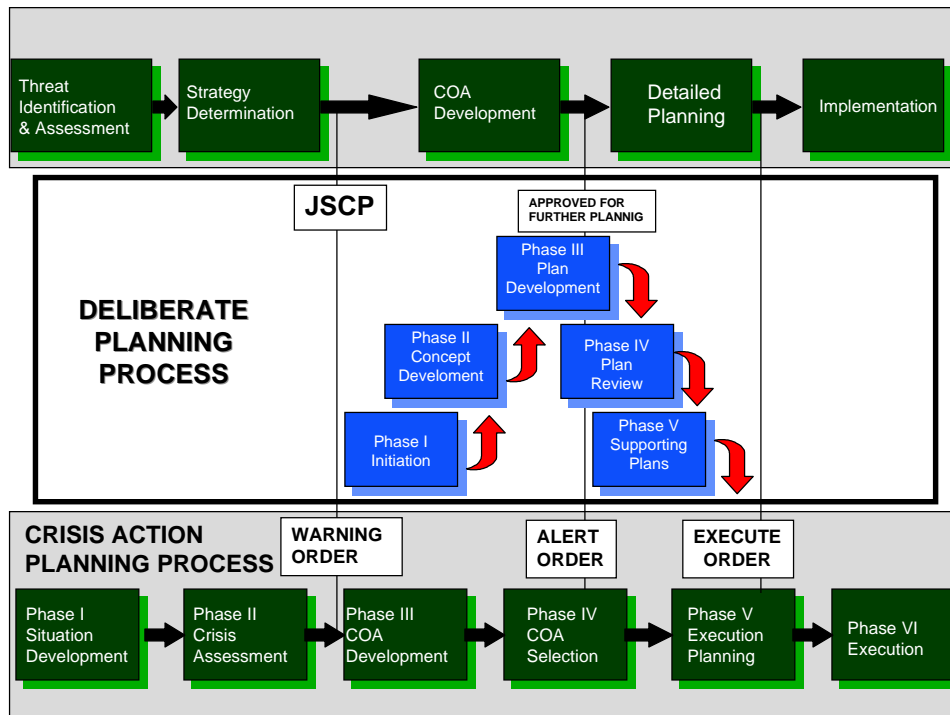 Threat
Identification
& Assessment
Strategy
Determination
COA
Development
Detailed
Planning
Implementation
JSCP
APPROVED FOR
FURTHER PLANNIG
DELIBERATE
PLANNING
PROCESS
Phase III
Plan
Development
Phase II
Concept
Develoment
Phase IV
Plan
Review
Phase I
Initiation
Phase V
Supporting
Plans
CRISIS ACTION
PLANNING PROCESS
WARNING
ORDER
ALERT
ORDER
EXECUTE
ORDER
Phase I
Situation
Development
Phase II
Crisis
Assessment
Phase III
COA
Development
Phase IV
COA
Selection
Phase V
Execution
Planning
Phase VI
Execution